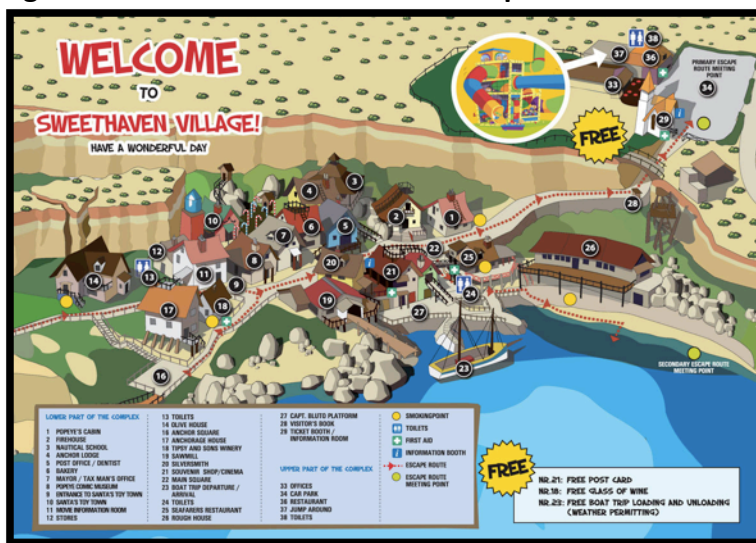 WELCOME
TO
SWEETHAVEN VILLAGE!
HAVE A WONDERFUL DAY
FREE
PRIMARY ESCAPE
ROUTE MEETING
POINT
SECONDARY ESCAPE ROUTE
MEETING POINT
LOWER PART OF THE COMPLEX
1 POPEYE'S CABIN
2 FIREHOUSE
3 NAUTICAL SCHOOL
4 ANCHOR LODGE
5 POST OFFICE / DENTIST
6 BAKERY
7 MAYOR / TAX MAN'S OFFICE
8 POPEYE COMIC MUSEUM
9 ENTRANCE TO SANTA'S TOY TOWN
10 SANTA'S TOY TOWN
11 MOVIE INFORMATION ROOM
12 STORES
13 TOILETS
14 OLIVE HOUSE
16 ANCHOR SQUARE
17 ANCHORAGE HOUSE
18 TIPSY AND SONS WINERY
19 SAWMILL
20 SILVERSMITH
21 SOUVENIR SHOP/CINEMA
22 MAIN SQUARE
23 BOAT TRIP DEPARTURE /
ARRIVAL
24 TOILETS
25 SEAFARERS RESTAURANT
26 ROUGH HOUSE
27 CAPT. BLUTO PLATFORM
28 VISITOR'S BOOK
29 TICKET BOOTH /
INFORMATION ROOM
UPPER PART OF THE COMPLEX
33 OFFICES
34 CAR PARK
36 RESTAURANT
37 JUMP AROUND
38 TOILETS
SMOKINGPOINT
TOILETS
FIRST AID
INFORMATION BOOTH
ESCAPE ROUTE
ESCAPE ROUTE
MEETING POINT
FREE
NR.21: FREE POST CARD
NR.18: FREE GLASS OF WINE
NR.23: FREE BOAT TRIP LOADING AND UNLOADING
(WEATHER PERMITTING)